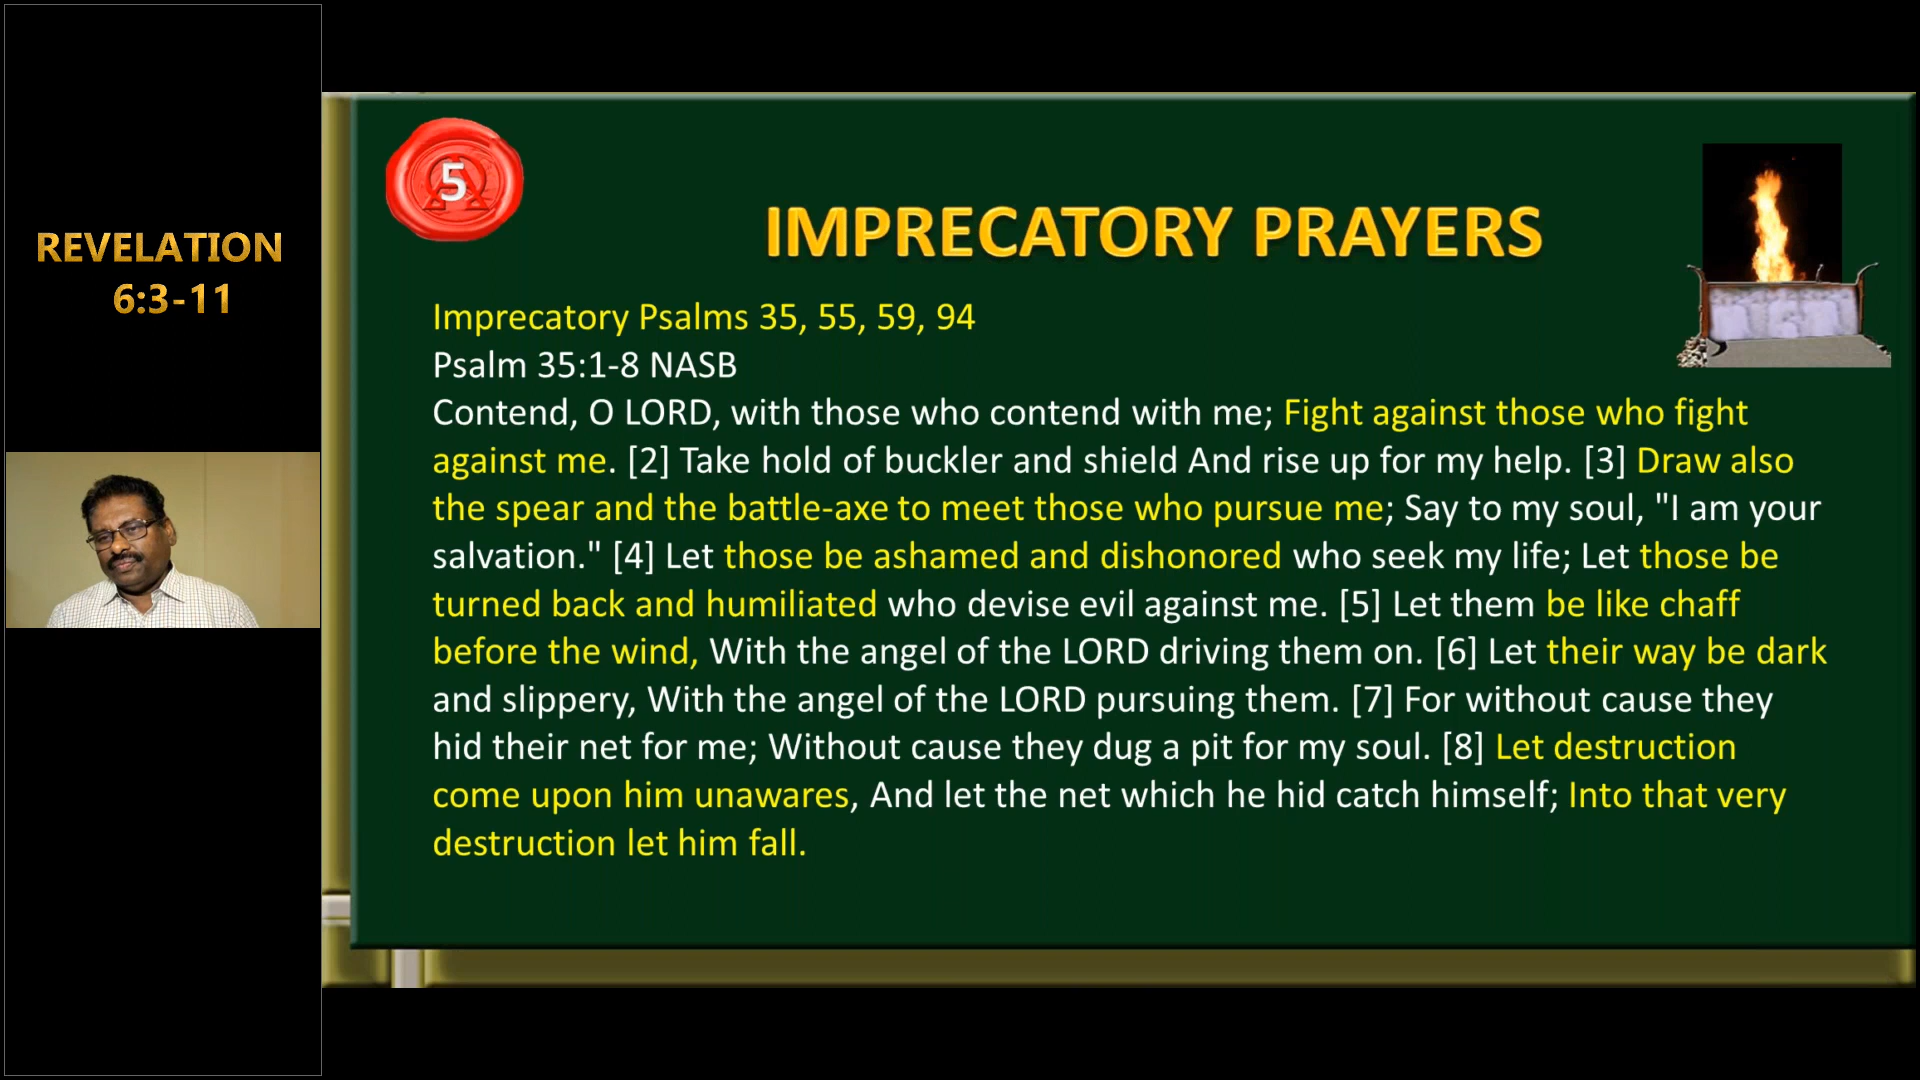 REVELATION
6:3-11
5
IMPRECATORY PRAYERS
Imprecatory Psalms 35, 55, 59, 94
Psalm 35:1-8 NASB
Contend, O LORD, with those who contend with me; Fight against those who fight
against me. [2] Take hold of buckler and shield And rise up for my help. [3] Draw also
the spear and the battle-axe to meet those who pursue me; Say to my soul, "I am your
salvation." [4] Let those be ashamed and dishonored who seek my life; Let those be
turned back and humiliated who devise evil against me. [5] Let them be like chaff
before the wind, With the angel of the LORD driving them on. [6] Let their way be dark
and slippery, With the angel of the LORD pursuing them. [7] For without cause they
hid their net for me; Without cause they dug a pit for my soul. [8] Let destruction
come upon him unawares, And let the net which he hid catch himself; Into that very
destruction let him fall.